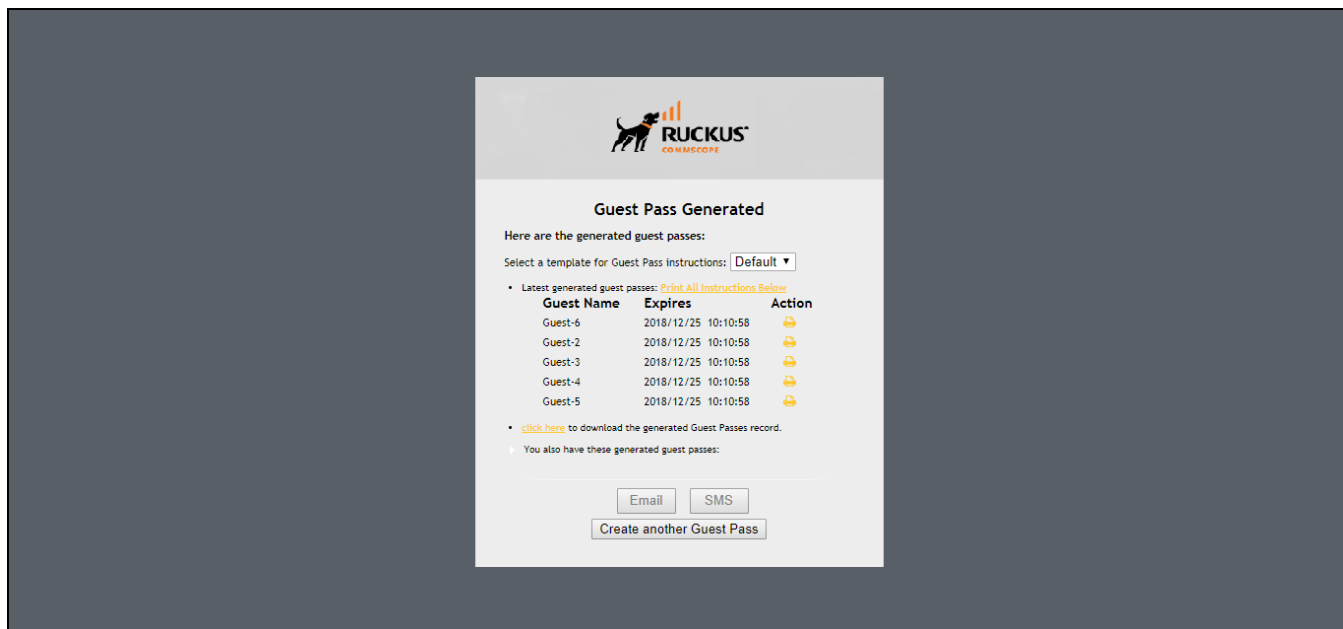 RUCKUS
COMMSCOPE
Guest Pass Generated
Here are the generated guest passes:
Select a template for Guest Pass instructions: Default
Latest generated guest passes: Print All Instructions Below
Guest Name Expires Action
Guest-6 2018/12/25 10:10:58
Guest-2 2018/12/25 10:10:58
Guest-3 2018/12/25 10:10:58
Guest-4 2018/12/25 10:10:58
Guest-5 2018/12/25 10:10:58
click here to download the generated Guest Passes record.
You also have these generated guest passes:
Email SMS
Create another Guest Pass